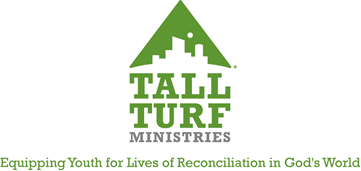 TALL
TURF
MINISTRIES
Equipping Youth for Lives of Reconciliation in God's World